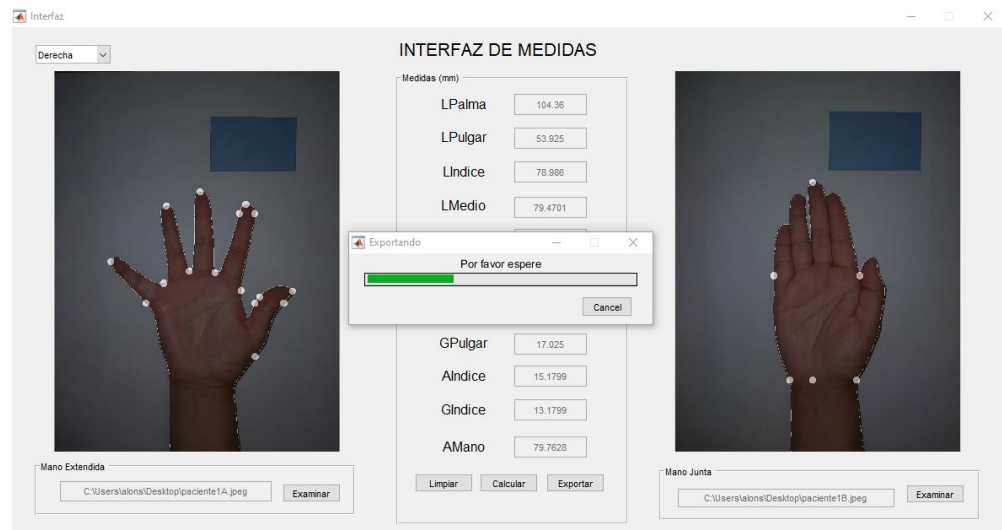 Interfaz
Derecha
INTERFAZ DE MEDIDAS
Medidas (mm)
LPalma 104.36
LPulgar 53.925
LIndice 78.986
LMedio 79.4701
Exportando
Por favor espere
Cancel
GPulgar 17.025
AIndice 15.1799
GIndice 13.1799
AMano 79.7628
Limpiar Calcular Exportar
Mano Extendida
C:\Users\alons\Desktop\paciente1A.jpeg Examinar
Mano Junta
C:\Users\alons\Desktop\paciente1B.jpeg Examinar